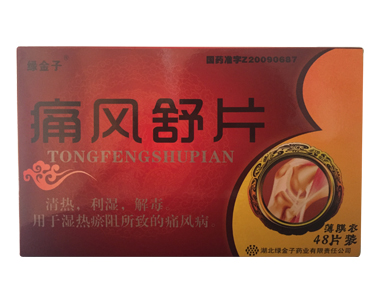 绿金子
国药准字Z20090887
痛风舒片
TONGFENGSHUPIAN
清热、利湿、解毒
用于湿热瘀阻所致的痛风病
薄膜衣
48片装
湖北绿金子药业有限责任公司